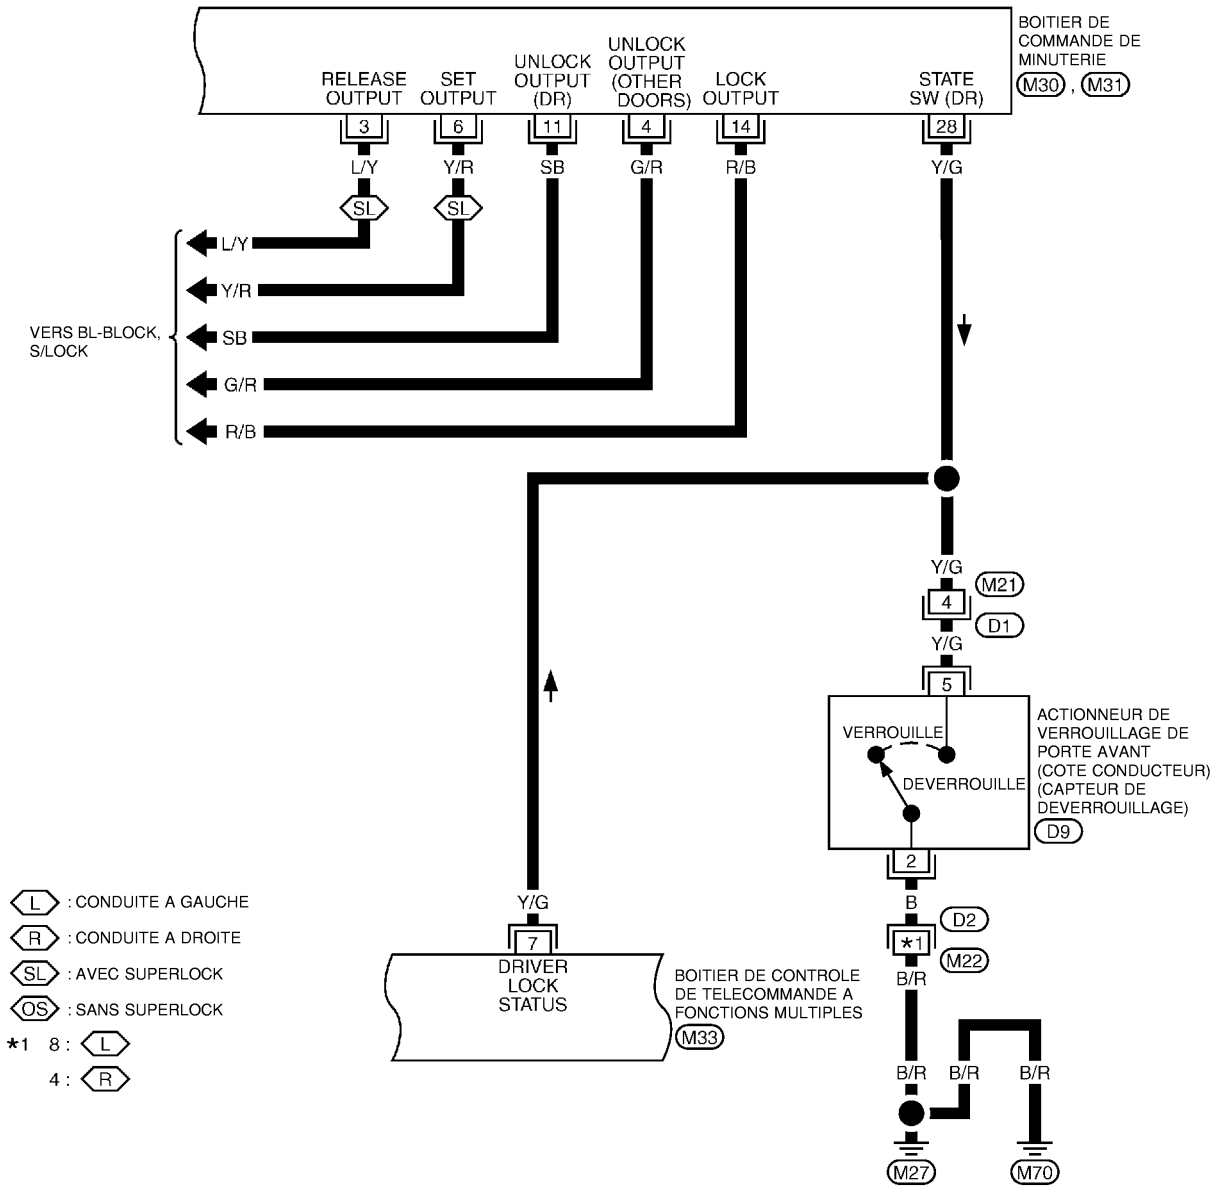 BOITIER DE
COMMANDE DE
MINUTERIE
M30 , M31
RELEASE
OUTPUT
SET
OUTPUT
UNLOCK
OUTPUT
(DR)
UNLOCK
OUTPUT
(OTHER
DOORS)
LOCK
OUTPUT
STATE
SW (DR)
3
6
11
4
14
28
L/Y
Y/R
SB
G/R
R/B
Y/G
SL
SL
L/Y
Y/R
SB
G/R
R/B
VERS BL-BLOCK,
S/LOCK
Y/G
M21
4
D1
Y/G
5
VERROUILLE
DEVERROUILLE
ACTIONNEUR DE
VERROUILLAGE DE
PORTE AVANT
(COTE CONDUCTEUR)
(CAPTEUR DE
DEVERROUILLAGE)
D9
2
B
D2
*1
M22
B/R
B/R
B/R
B/R
M27
M70
Y/G
7
DRIVER
LOCK
STATUS
BOITIER DE CONTROLE
DE TELECOMMANDE A
FONCTIONS MULTIPLES
M33
L : CONDUITE A GAUCHE
R : CONDUITE A DROITE
SL : AVEC SUPERLOCK
OS : SANS SUPERLOCK
*1 8 : L
4 : R